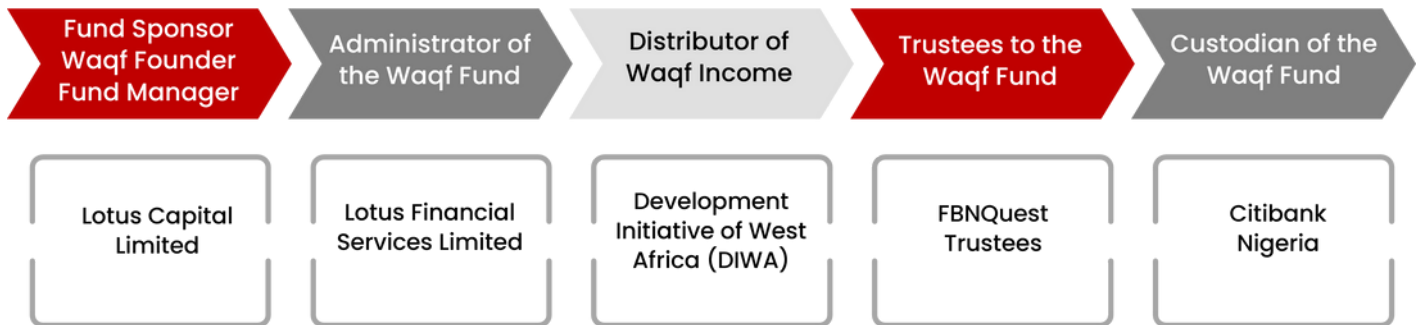 Fund Sponsor
Waqf Founder
Fund Manager
Administrator of
the Waqf Fund
Distributor of
Waqf Income
Trustees to the
Waqf Fund
Custodian of the
Waqf Fund
Lotus Capital
Limited
Lotus Financial
Services Limited
Development
Initiative of West
Africa (DIWA)
FBNQuest
Trustees
Citibank
Nigeria